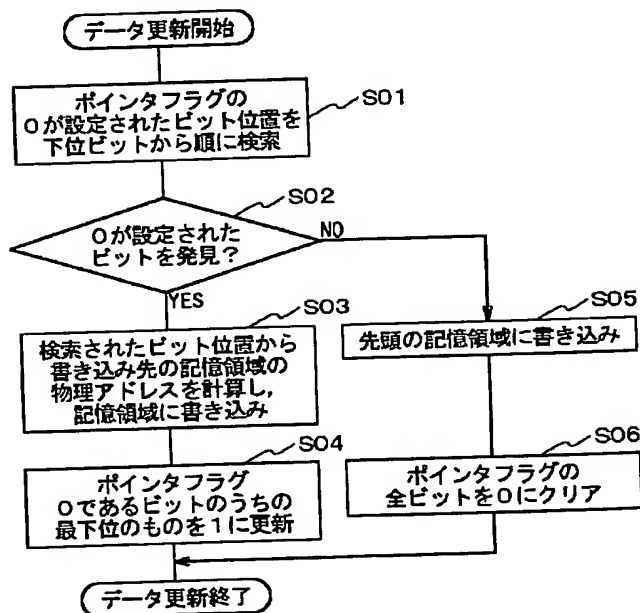 データ更新開始
ポインタフラグの
0が設定されたビット位置を
下位ビットから順に検索
S01
S02
0が設定された
ビットを発見？
NO
YES
S03
検索されたビット位置から
書き込み先の記憶領域の
物理アドレスを計算し，
記憶領域に書き込み
S05
先頭の記憶領域に書き込み
S04
ポインタフラグ
0であるビットのうちの
最下位のものを1に更新
S06
ポインタフラグの
全ビットを0にクリア
データ更新終了